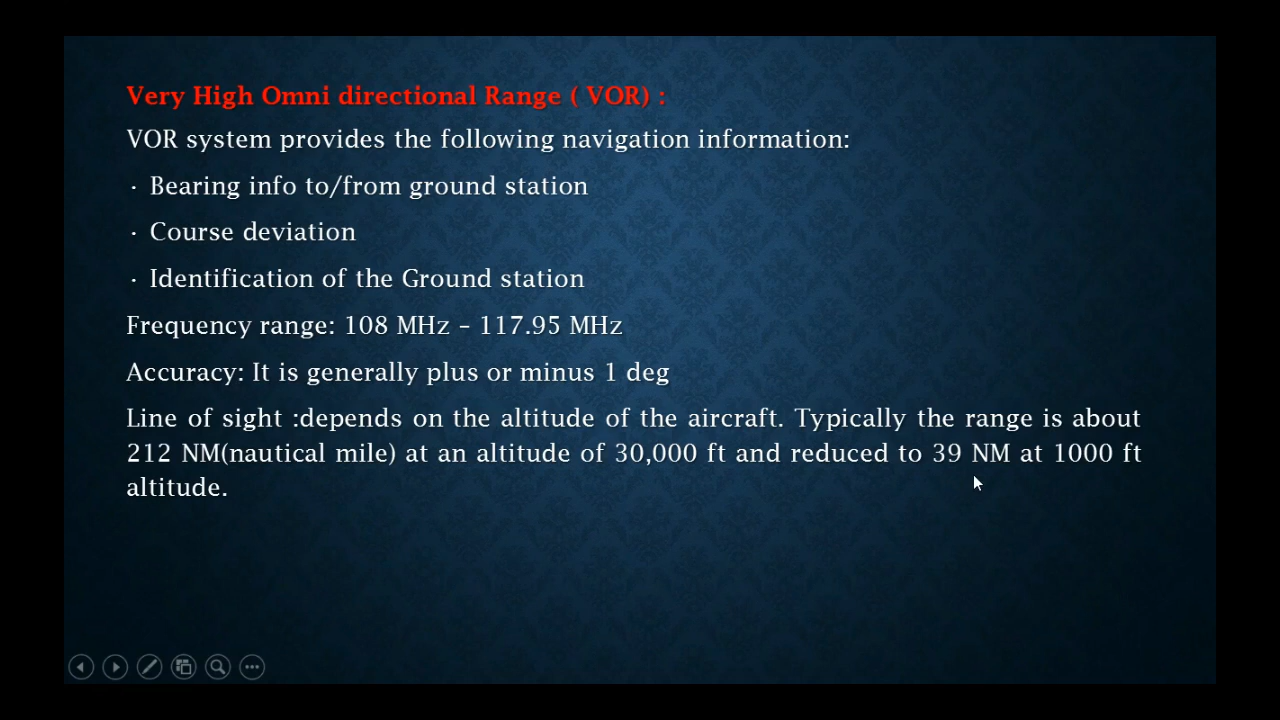 Very High Omni directional Range ( VOR) :
VOR system provides the following navigation information:
· Bearing info to/from ground station
· Course deviation
· Identification of the Ground station
Frequency range: 108 MHz – 117.95 MHz
Accuracy: It is generally plus or minus 1 deg
Line of sight :depends on the altitude of the aircraft. Typically the range is about
212 NM(nautical mile) at an altitude of 30,000 ft and reduced to 39 NM at 1000 ft
altitude.